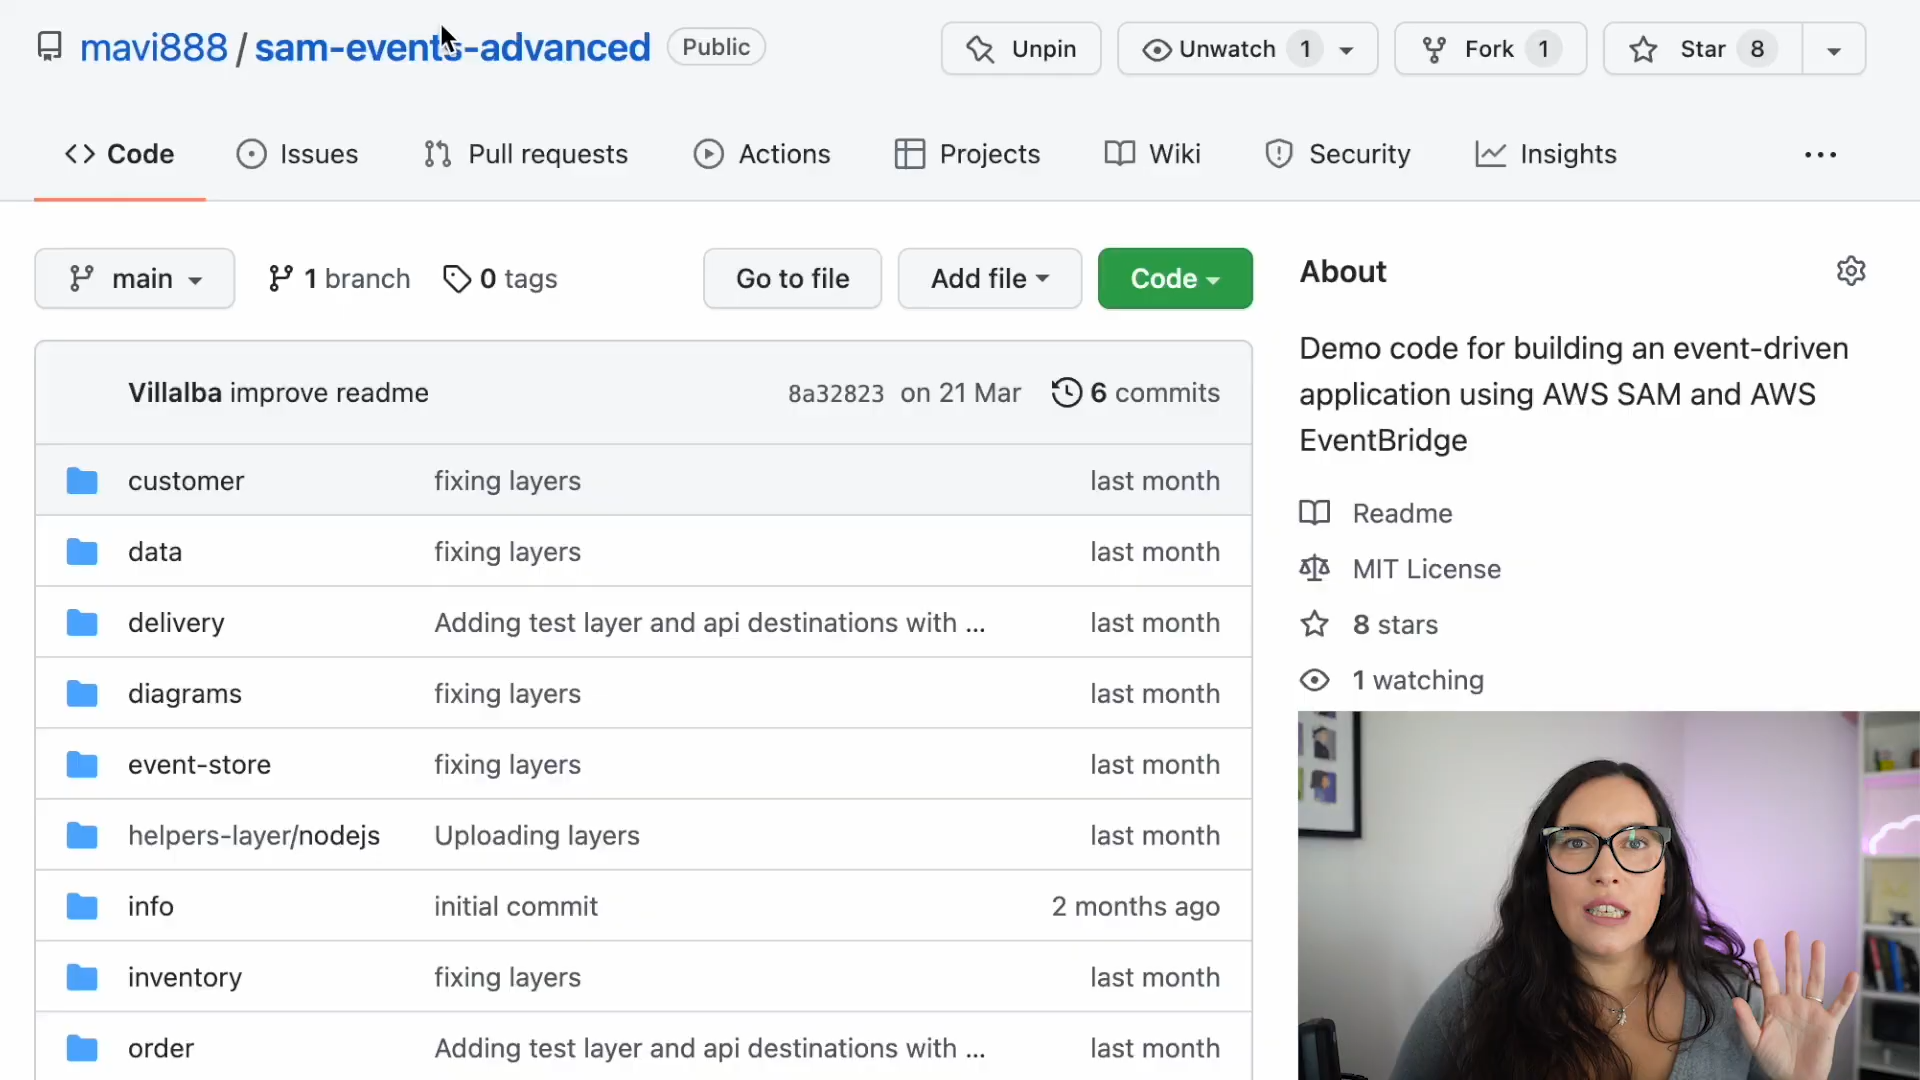 mavi888 / sam-events-advanced Public Unpin Unwatch 1 Fork 1 Star 8
Code Issues Pull requests Actions Projects Wiki Security Insights ...
main 1 branch 0 tags Go to file Add file Code
Villalba improve readme 8a32823 on 21 Mar 6 commits
customer fixing layers last month
data fixing layers last month
delivery Adding test layer and api destinations with ... last month
diagrams fixing layers last month
event-store fixing layers last month
helpers-layer/nodejs Uploading layers last month
info initial commit 2 months ago
inventory fixing layers last month
order Adding test layer and api destinations with ... last month
About
Demo code for building an event-driven
application using AWS SAM and AWS
EventBridge
Readme
MIT License
8 stars
1 watching